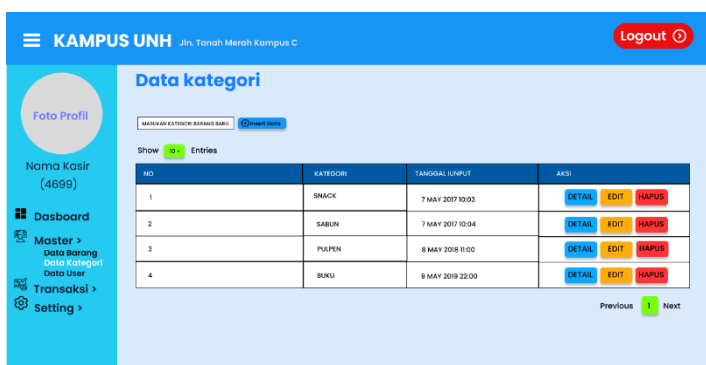 KAMPUS UNH Jln. Tanah Merah Kampus C
Logout
Foto Profil
Nama Kasir
(4699)
Dasboard
Master >
Data Barang
Data Kategori
Data User
Transaksi >
Setting >
Data kategori
MASUKAN KATEGORI BARANG BARU Insert Data
Show 10 Entries
NO KATEGORI TANGGAL IUNPUT AKSI
1 SNACK 7 MAY 2017 10:03 DETAIL EDIT HAPUS
2 SABUN 7 MAY 2017 10:04 DETAIL EDIT HAPUS
3 PULPEN 8 MAY 2018 11:00 DETAIL EDIT HAPUS
4 BUKU 9 MAY 2019 22:00 DETAIL EDIT HAPUS
Previous 1 Next